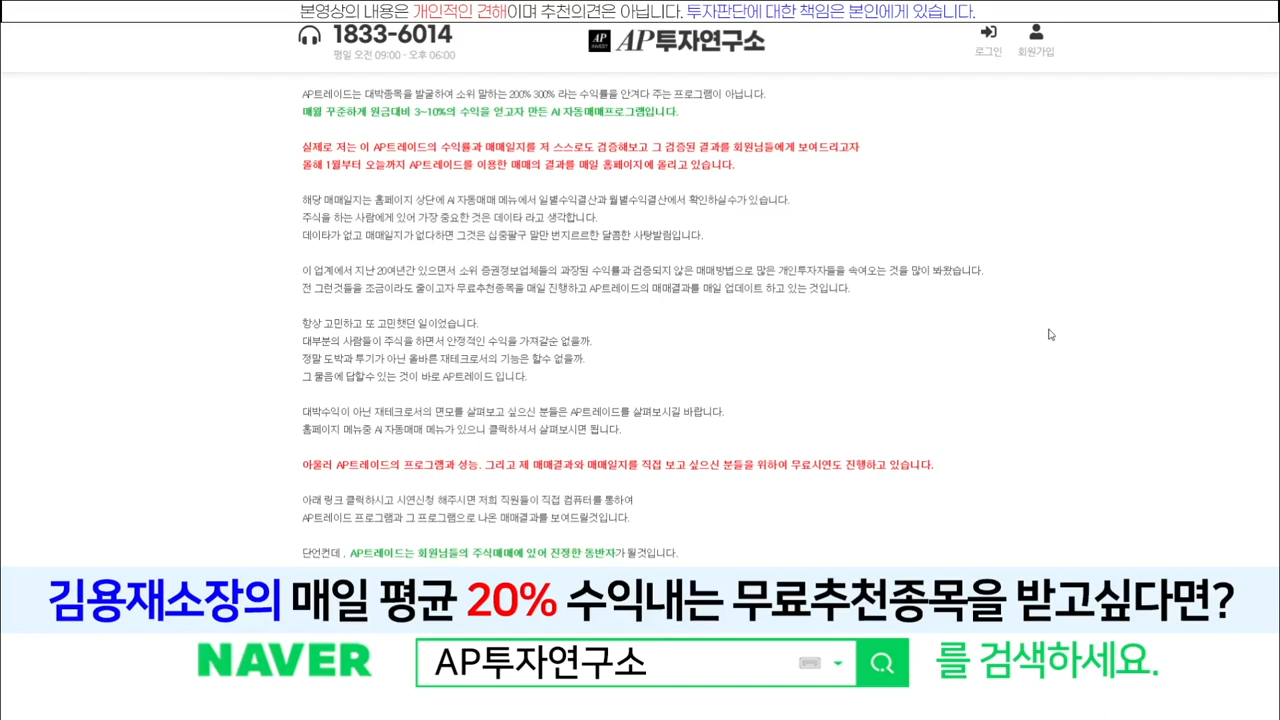 본영상의 내용은 개인적인 견해이며 추천의견은 아닙니다. 투자판단에 대한 책임은 본인에게 있습니다.
1833-6014
평일 오전 09:00 - 오후 06:00
AP INVEST AP투자연구소
로그인 회원가입
AP트레이드는 대박종목을 발굴하여 소위 말하는 200% 300% 라는 수익률을 안겨다 주는 프로그램이 아닙니다.
매월 꾸준하게 원금대비 3~10%의 수익을 얻고자 만든 AI 자동매매프로그램입니다.
실제로 저는 이 AP트레이드의 수익률과 매매일지를 저 스스로도 검증해보고 그 검증된 결과를 회원님들에게 보여드리고자
올해 1월부터 오늘까지 AP트레이드를 이용한 매매의 결과를 매일 홈페이지에 올리고 있습니다.
해당 매매일지는 홈페이지 상단에 AI 자동매매 메뉴에서 일별수익결산과 월별수익결산에서 확인하실수가 있습니다.
주식을 하는 사람에게 있어 가장 중요한 것은 데이타 라고 생각합니다.
데이타가 없고 매매일지가 없다하면 그것은 십중팔구 말만 번지르르한 달콤한 사탕발림입니다.
이 업계에서 지난 20여년간 있으면서 소위 증권정보업체들의 과장된 수익률과 검증되지 않은 매매방법으로 많은 개인투자자들을 속여오는 것을 많이 봐왔습니다.
전 그런것들을 조금이라도 줄이고자 무료추천종목을 매일 진행하고 AP트레이드의 매매결과를 매일 업데이트 하고 있는 것입니다.
항상 고민하고 또 고민햇던 일이었습니다.
대부분의 사람들이 주식을 하면서 안정적인 수익을 가져갈순 없을까.
정말 도박과 투기가 아닌 올바른 재테크로서의 기능은 할수 없을까.
그 물음에 답할수 있는 것이 바로 AP트레이드 입니다.
대박수익이 아닌 재테크로서의 면모를 살펴보고 싶으신 분들은 AP트레이드를 살펴보시길 바랍니다.
홈페이지 메뉴중 AI 자동매매 메뉴가 있으니 클릭하셔서 살펴보시면 됩니다.
아울러 AP트레이드의 프로그램과 성능. 그리고 제 매매결과와 매매일지를 직접 보고 싶으신 분들을 위하여 무료시연도 진행하고 있습니다.
아래 링크 클릭하시고 시연신청 해주시면 저희 직원들이 직접 컴퓨터를 통하여
AP트레이드 프로그램과 그 프로그램으로 나온 매매결과를 보여드릴것입니다.
단언컨데 , AP트레이드는 회원님들의 주식매매에 있어 진정한 동반자가 될것입니다.
김용재소장의 매일 평균 20% 수익내는 무료추천종목을 받고싶다면?
NAVER AP투자연구소 를 검색하세요.